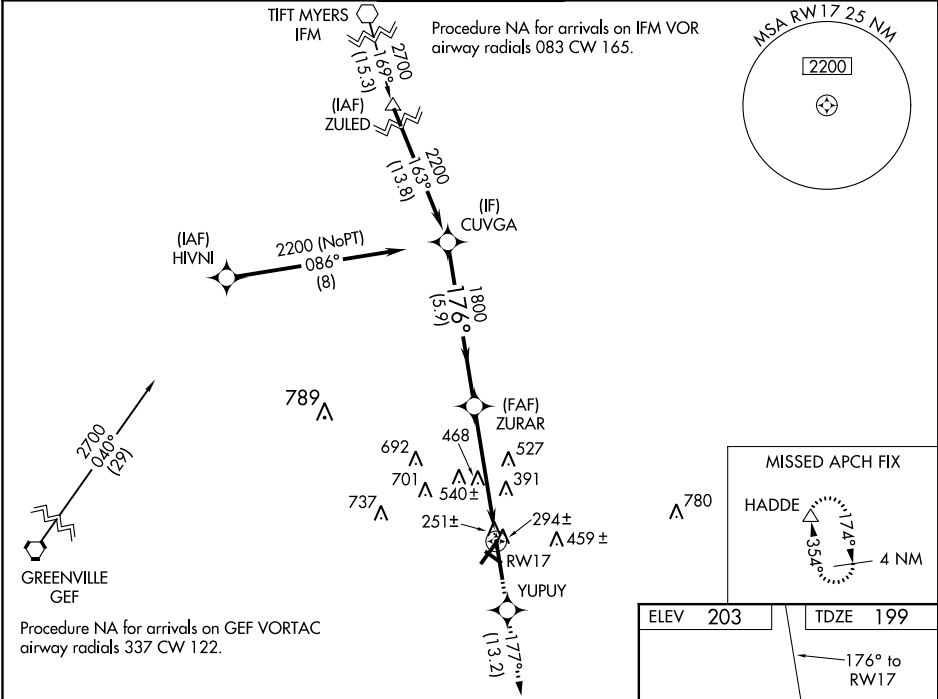 TIFT MYERS
IFM
Procedure NA for arrivals on IFM VOR
airway radials 083 CW 165.
MSA RW17 25 NM
2200
2700
169°
(15.3)
(IAF)
ZULED
2200
163°
(13.8)
(IF)
CUVGA
(IAF)
HIVNI
2200 (NoPT)
086°
(8)
1800
176°
(5.9)
(FAF)
ZURAR
789
2700
040°
(29)
692
468
527
701
540±
391
737
251±
294±
459±
780
RW17
YUPUY
177°
(13.2)
GREENVILLE
GEF
Procedure NA for arrivals on GEF VORTAC
airway radials 337 CW 122.
MISSED APCH FIX
HADDE
174°
354°
4 NM
ELEV 203
TDZE 199
176° to
RW17